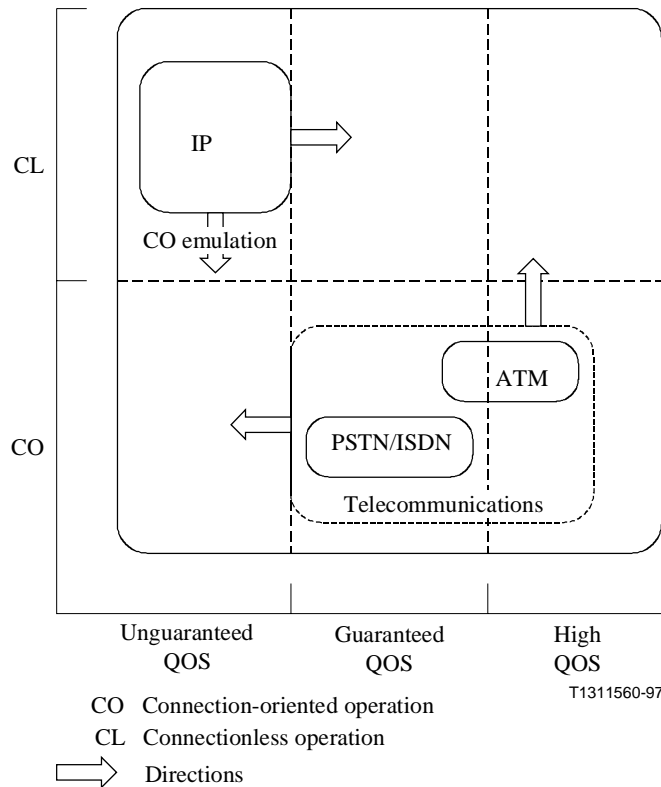 IP
CL
CO emulation
ATM
CO
PSTN/ISDN
Telecommunications
Unguaranteed
QOS
Guaranteed
QOS
High
QOS
T1311560-97
CO Connection-oriented operation
CL Connectionless operation
Directions